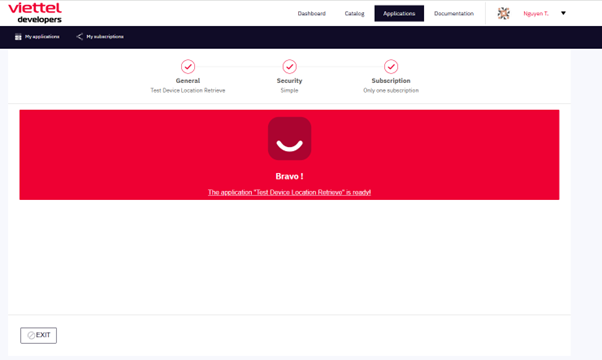 viettel
developers
Dashboard
Catalog
Applications
Documentation
Nguyen T..
My applications
My subscriptions
General
Test Device Location Retrieve
Security
Simple
Subscription
Only one subscription
Bravo !
The application "Test Device Location Retrieve" is ready!
EXIT